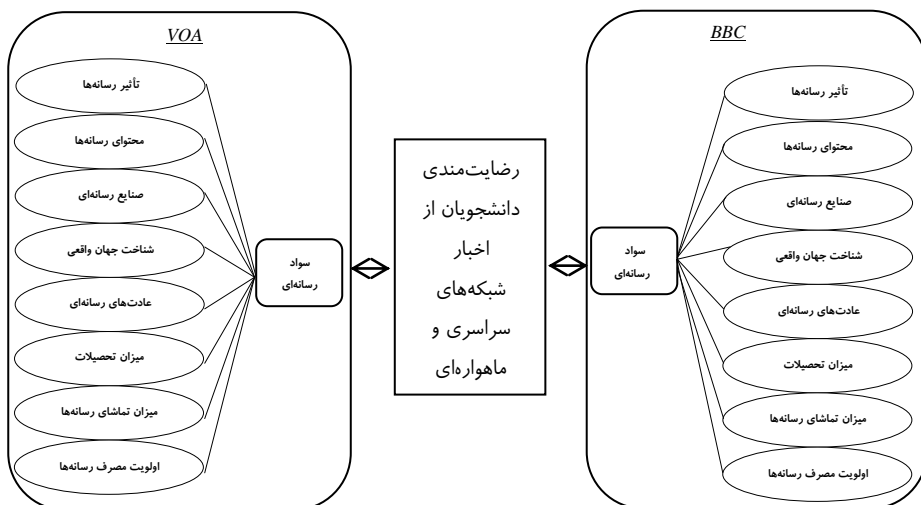 VOA
تأثیر رسانه‌ها
محتوای رسانه‌ها
صنایع رسانه‌ای
شناخت جهان واقعی
عادت‌های رسانه‌ای
میزان تحصیلات
میزان تماشای رسانه‌ها
اولویت مصرف رسانه‌ها
سواد
رسانه‌ای
رضایت‌مندی
دانشجویان از
اخبار
شبکه‌های
سراسری و
ماهواره‌ای
BBC
تأثیر رسانه‌ها
محتوای رسانه‌ها
صنایع رسانه‌ای
شناخت جهان واقعی
عادت‌های رسانه‌ای
میزان تحصیلات
میزان تماشای رسانه‌ها
اولویت مصرف رسانه‌ها
سواد
رسانه‌ای